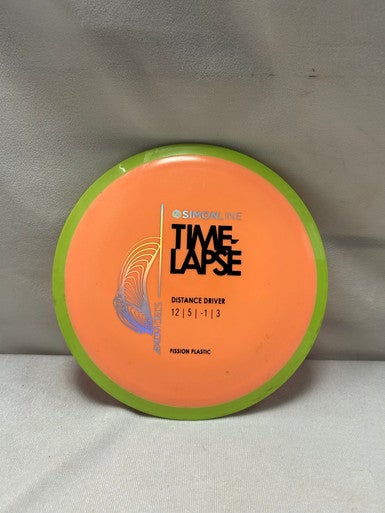 SIMONLINE
TIME-
LAPSE
DISTANCE DRIVER
12 | 5 | -1 | 3
FISSION PLASTIC